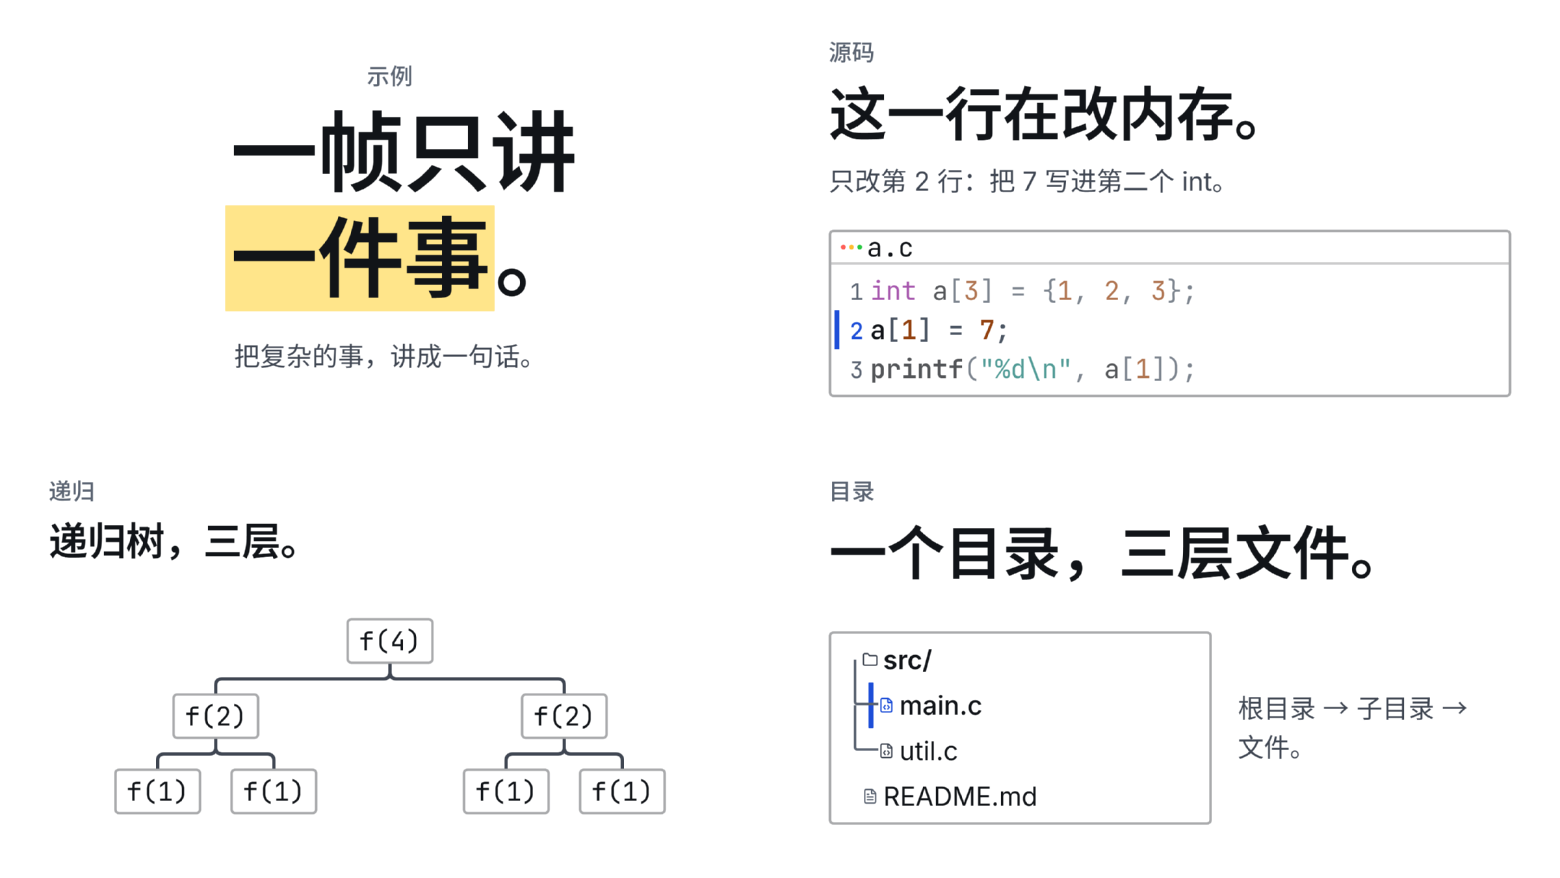 示例
一帧只讲
一件事。
把复杂的事，讲成一句话。
源码
这一行在改内存。
只改第 2 行：把 7 写进第二个 int。
a.c
1 int a[3] = {1, 2, 3};
2 a[1] = 7;
3 printf("%d\n", a[1]);
递归
递归树，三层。
f(4)
f(2) f(2)
f(1) f(1) f(1) f(1)
目录
一个目录，三层文件。
src/
main.c
util.c
README.md
根目录 → 子目录 →
文件。